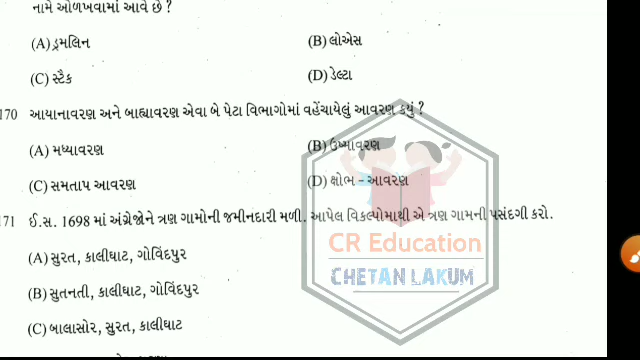 નામે ઓળખવામાં આવે છે ?
(A) ડ્રમલિન (B) લોએસ
(C) સ્ટૈક (D) ડેલ્ટા
170 આયાનાવરણ અને બાહ્યાવરણ એવા બે પેટા વિભાગોમાં વહેંચાયેલું આવરણ કયું ?
(A) મધ્યાવરણ (B) ઉષ્માવરણ
(C) સમતાપ આવરણ (D) ક્ષોભ - આવરણ
171 ઈ.સ. 1698 માં અંગ્રેજોને ત્રણ ગામોની જમીનદારી મળી. આપેલ વિકલ્પોમાથી એ ત્રણ ગામની પસંદગી કરો.
(A) સુરત, કાલીઘાટ, ગોવિંદપુર
CR Education
CHETAN LAKUM
(B) સુતનતી, કાલીઘાટ, ગોવિંદપુર
(C) બાલાસોર, સુરત, કાલીઘાટ